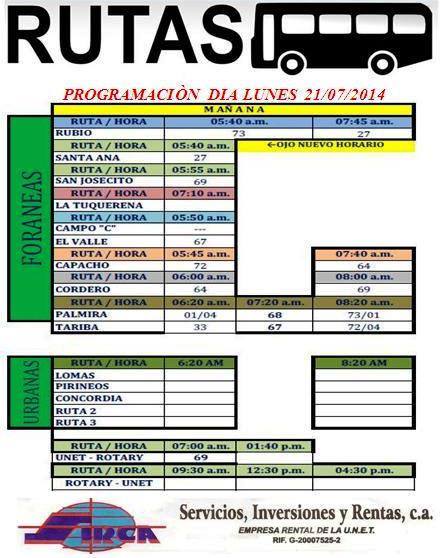 RUTAS
PROGRAMACIÒN DIA LUNES 21/07/2014
MAÑANA
FORANEAS
RUTA / HORA 05:40 a.m. 07:45 a.m.
RUBIO 73 27
RUTA / HORA 05:40 a.m. ←OJO NUEVO HORARIO
SANTA ANA 27
RUTA / HORA 05:55 a.m.
SAN JOSECITO 69
RUTA / HORA 07:10 a.m.
LA TUQUERENA
RUTA / HORA 05:50 a.m.
CAMPO "C" ---
EL VALLE 67
RUTA / HORA 05:45 a.m. 07:40 a.m.
CAPACHO 72 64
RUTA / HORA 06:00 a.m. 08:00 a.m.
CORDERO 64 69
RUTA / HORA 06:20 a.m. 07:20 a.m. 08:20 a.m.
PALMIRA 01/04 68 73/01
TARIBA 33 67 72/04
URBANAS
RUTA / HORA 6:20 AM 8:20 AM
LOMAS
PIRINEOS
CONCORDIA
RUTA 2
RUTA 3
RUTA / HORA 07:00 a.m. 01:40 p.m.
UNET - ROTARY 69
RUTA / HORA 09:30 a.m. 12:30 p.m. 04:30 p.m.
ROTARY - UNET
SIRCA
Servicios, Inversiones y Rentas, c.a.
EMPRESA RENTAL DE LA U.N.E.T.
RIF. G-20007525-2